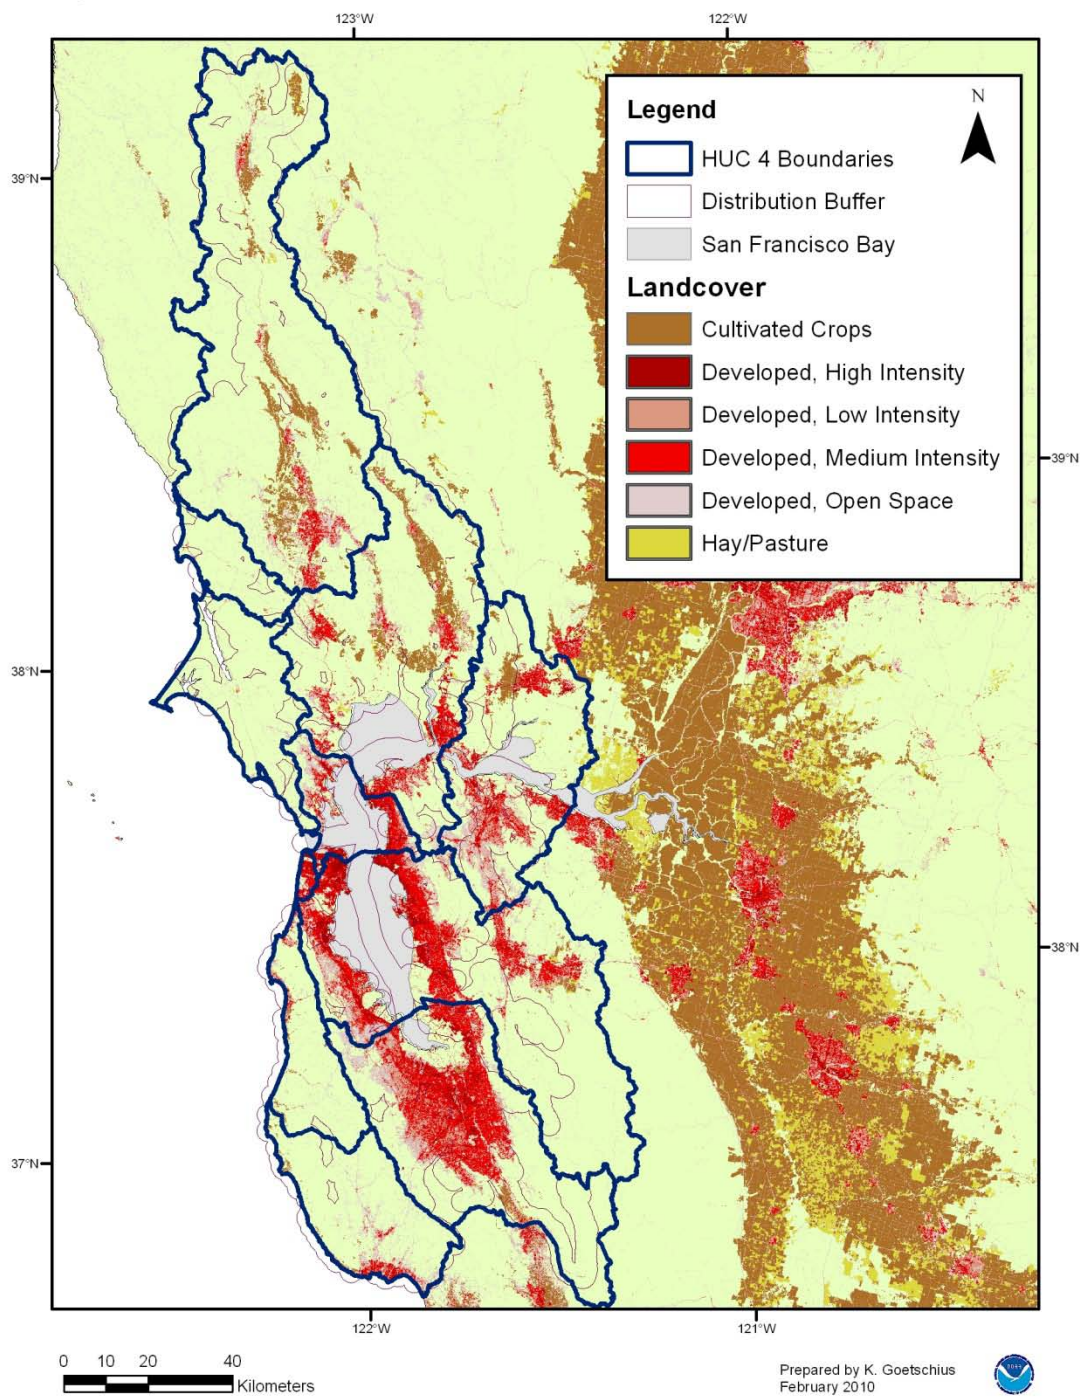 123°W
122°W
Legend
N
HUC 4 Boundaries
39°N
Distribution Buffer
San Francisco Bay
Landcover
Cultivated Crops
Developed, High Intensity
Developed, Low Intensity
Developed, Medium Intensity
39°N
Developed, Open Space
Hay/Pasture
38°N
38°N
37°N
122°W
121°W
0 10 20 40
Kilometers
Prepared by K. Goetschius
February 2010